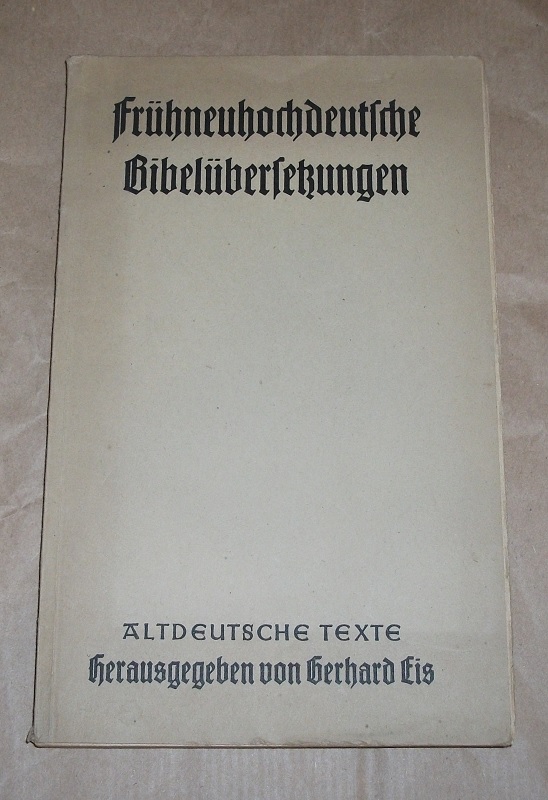 Frühneuhochdeutſche
Bibelüberſetzungen
ALTDEUTSCHE TEXTE
Herausgegeben von Gerhard Eis